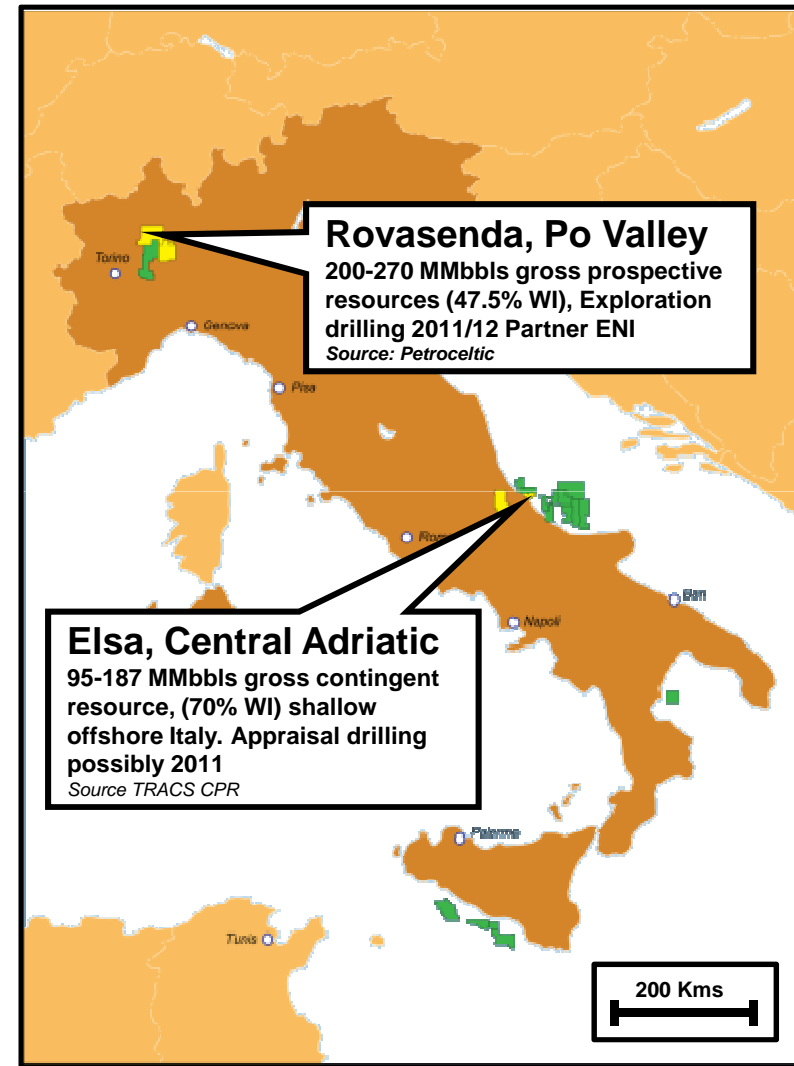 Rovasenda, Po Valley
200-270 MMbbls gross prospective
resources (47.5% WI), Exploration
drilling 2011/12 Partner ENI
Source: Petroceltic
Torino
Genova
Pisa
Bari
Napoli
Elsa, Central Adriatic
95-187 MMbbls gross contingent
resource, (70% WI) shallow
offshore Italy. Appraisal drilling
possibly 2011
Source TRACS CPR
Palermo
Tunis
200 Kms